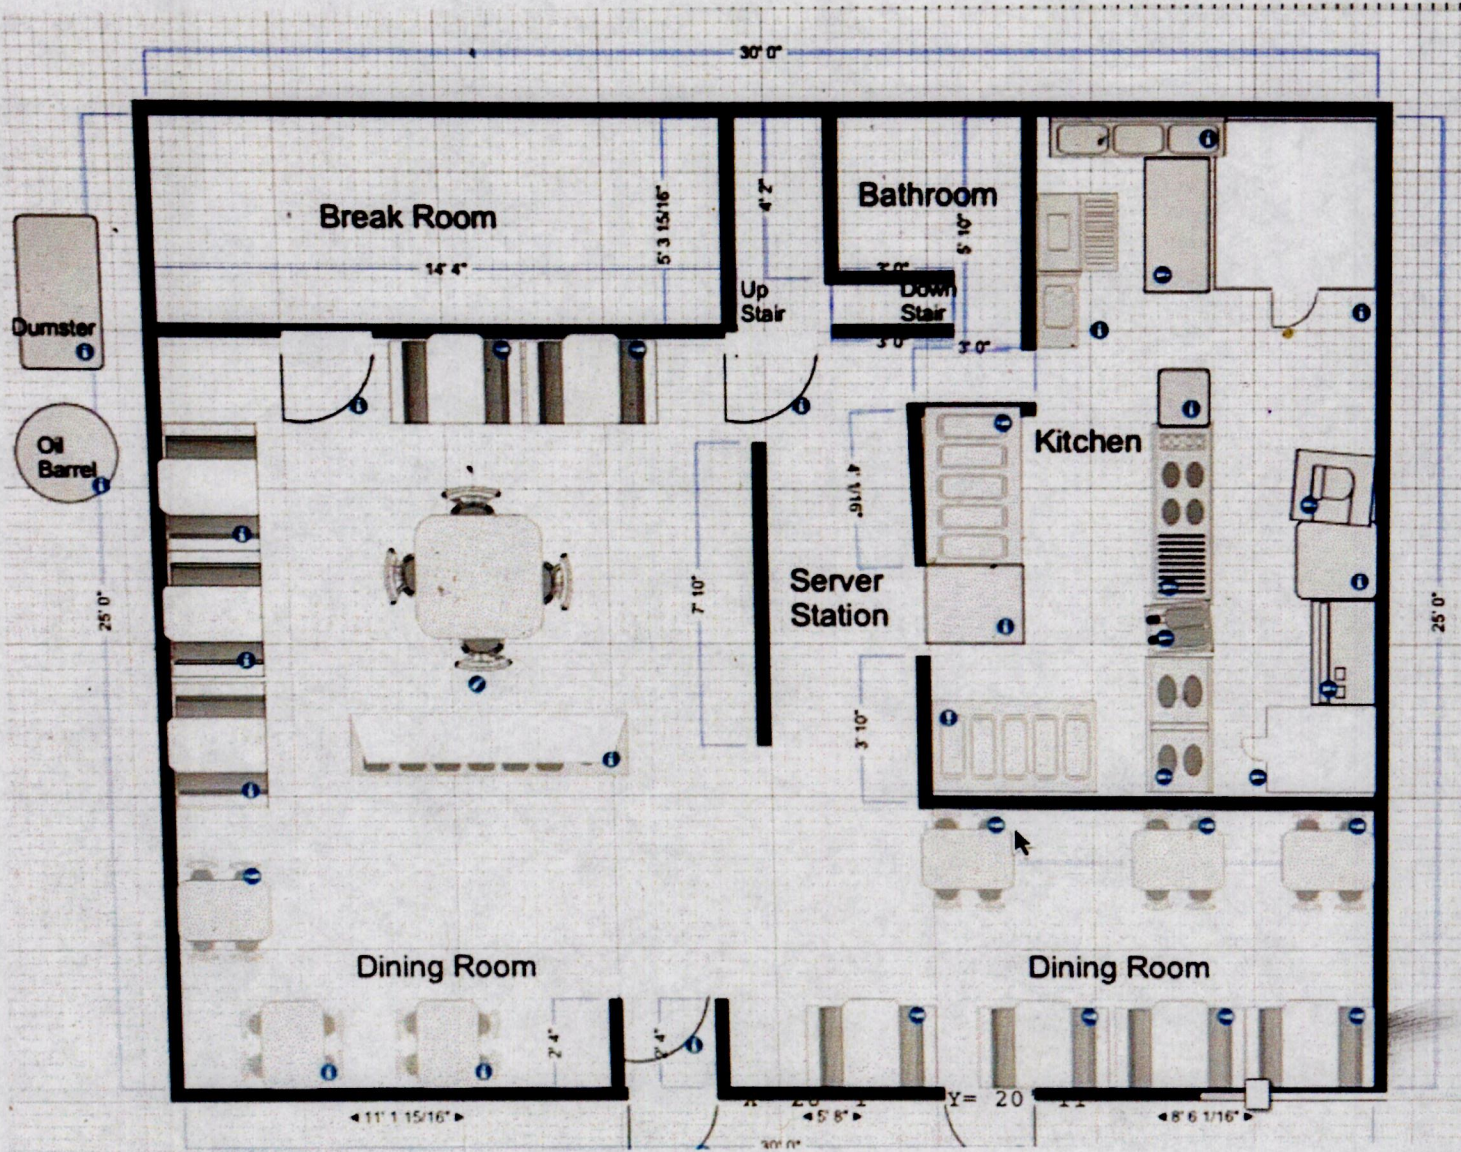 30' 0"
Break Room
14' 4"
5' 3 15/16"
4' 2"
Bathroom
5' 10"
3' 0"
Up
Stair
Down
Stair
3' 0"
3' 0"
Dumster
Oil
Barrel
Kitchen
4' 1 1/16"
25' 0"
7' 10"
Server
Station
25' 0"
3' 10"
Dining Room
Dining Room
2' 4"
2' 4"
Y= 20
11' 1 15/16"
5' 8"
8' 6 1/16"
30' 0"